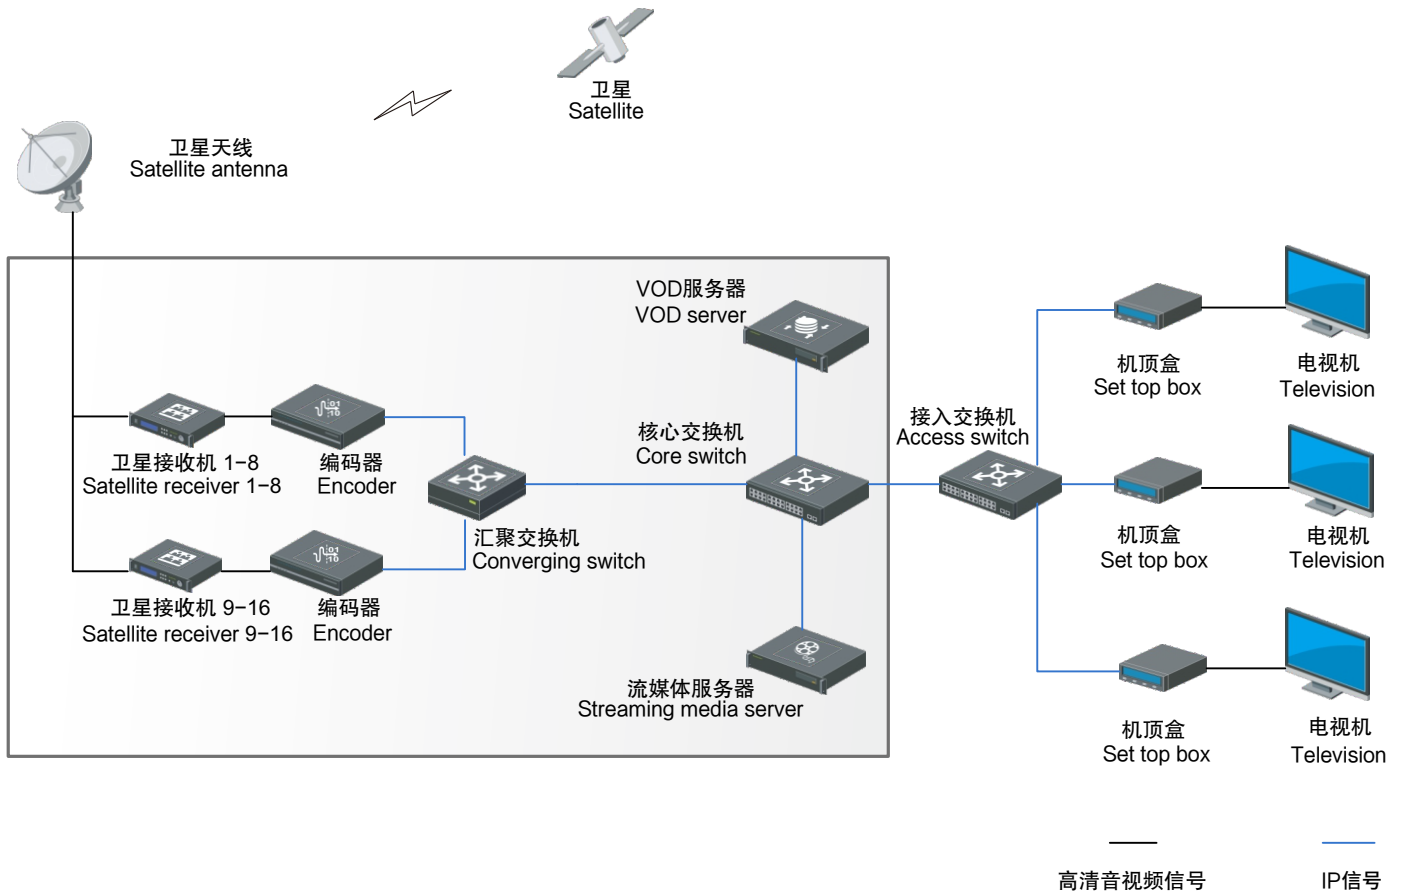 卫星
Satellite
卫星天线
Satellite antenna
VOD服务器
VOD server
机顶盒
Set top box
电视机
Television
接入交换机
Access switch
核心交换机
Core switch
卫星接收机 1-8
Satellite receiver 1-8
编码器
Encoder
汇聚交换机
Converging switch
机顶盒
Set top box
电视机
Television
卫星接收机 9-16
Satellite receiver 9-16
编码器
Encoder
流媒体服务器
Streaming media server
机顶盒
Set top box
电视机
Television
高清音视频信号
IP信号